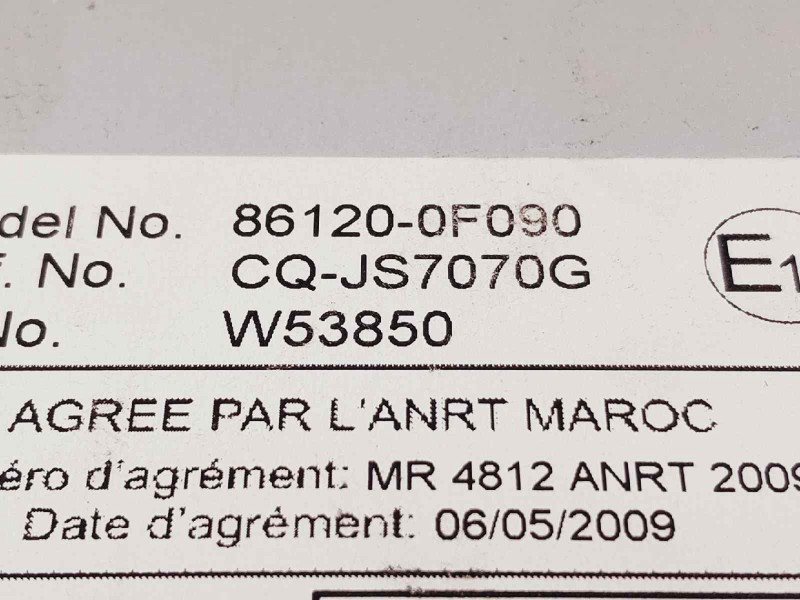 del No. 86120-0F090
f. No. CQ-JS7070G
No. W53850
E1
AGREE PAR L'ANRT MAROC
éro d'agrément: MR 4812 ANRT 2009
Date d'agrément: 06/05/2009